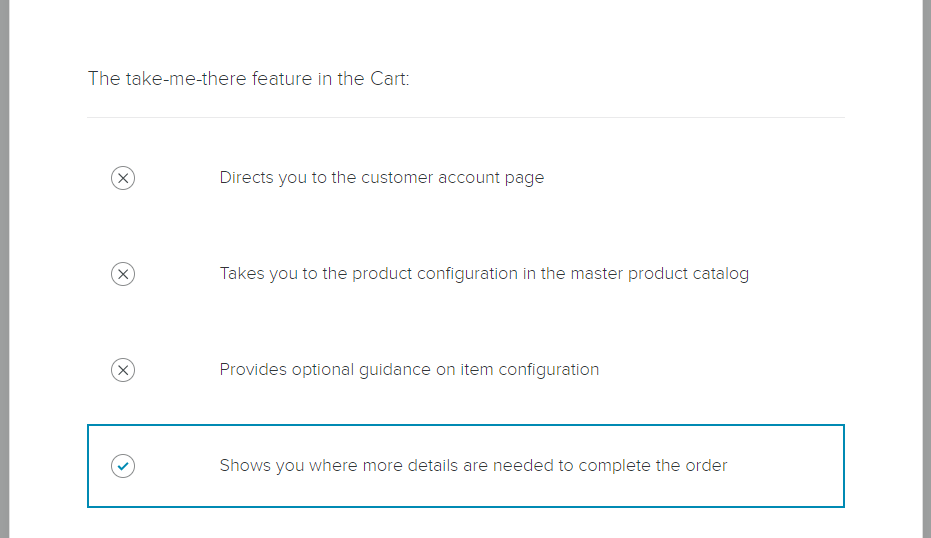 The take-me-there feature in the Cart:
Directs you to the customer account page
Takes you to the product configuration in the master product catalog
Provides optional guidance on item configuration
Shows you where more details are needed to complete the order